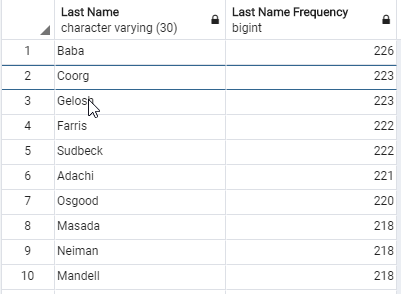 Last Name Last Name Frequency
character varying (30) bigint
1 Baba 226
2 Coorg 223
3 Gelosh 223
4 Farris 222
5 Sudbeck 222
6 Adachi 221
7 Osgood 220
8 Masada 218
9 Neiman 218
10 Mandell 218